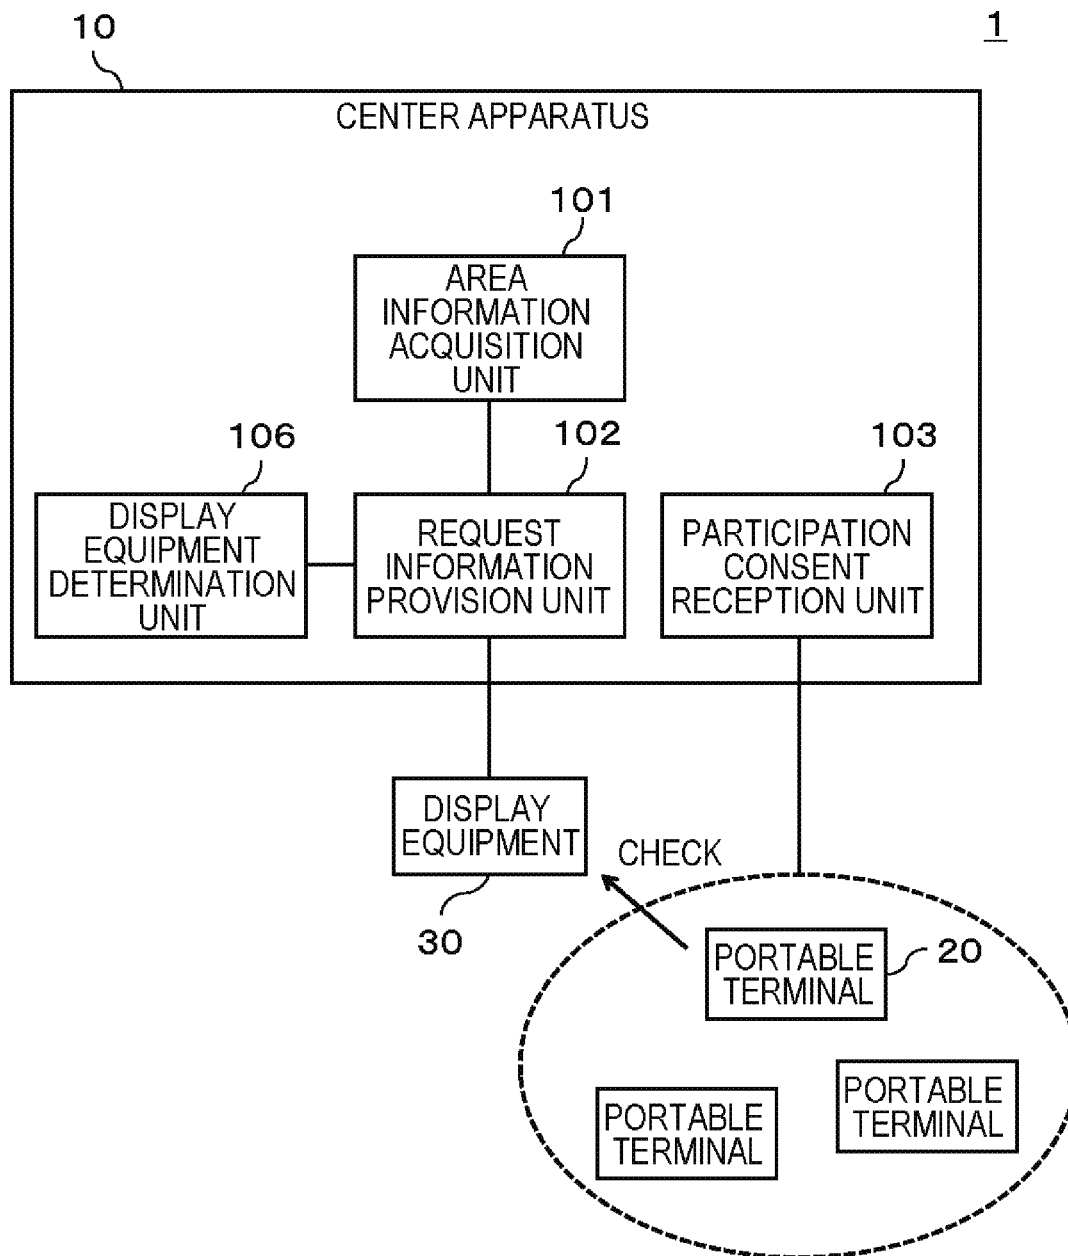 10
1
CENTER APPARATUS
101
AREA
INFORMATION
ACQUISITION
UNIT
106
102
103
DISPLAY
EQUIPMENT
DETERMINATION
UNIT
REQUEST
INFORMATION
PROVISION UNIT
PARTICIPATION
CONSENT
RECEPTION UNIT
DISPLAY
EQUIPMENT
CHECK
30
PORTABLE
TERMINAL
20
PORTABLE
TERMINAL
PORTABLE
TERMINAL